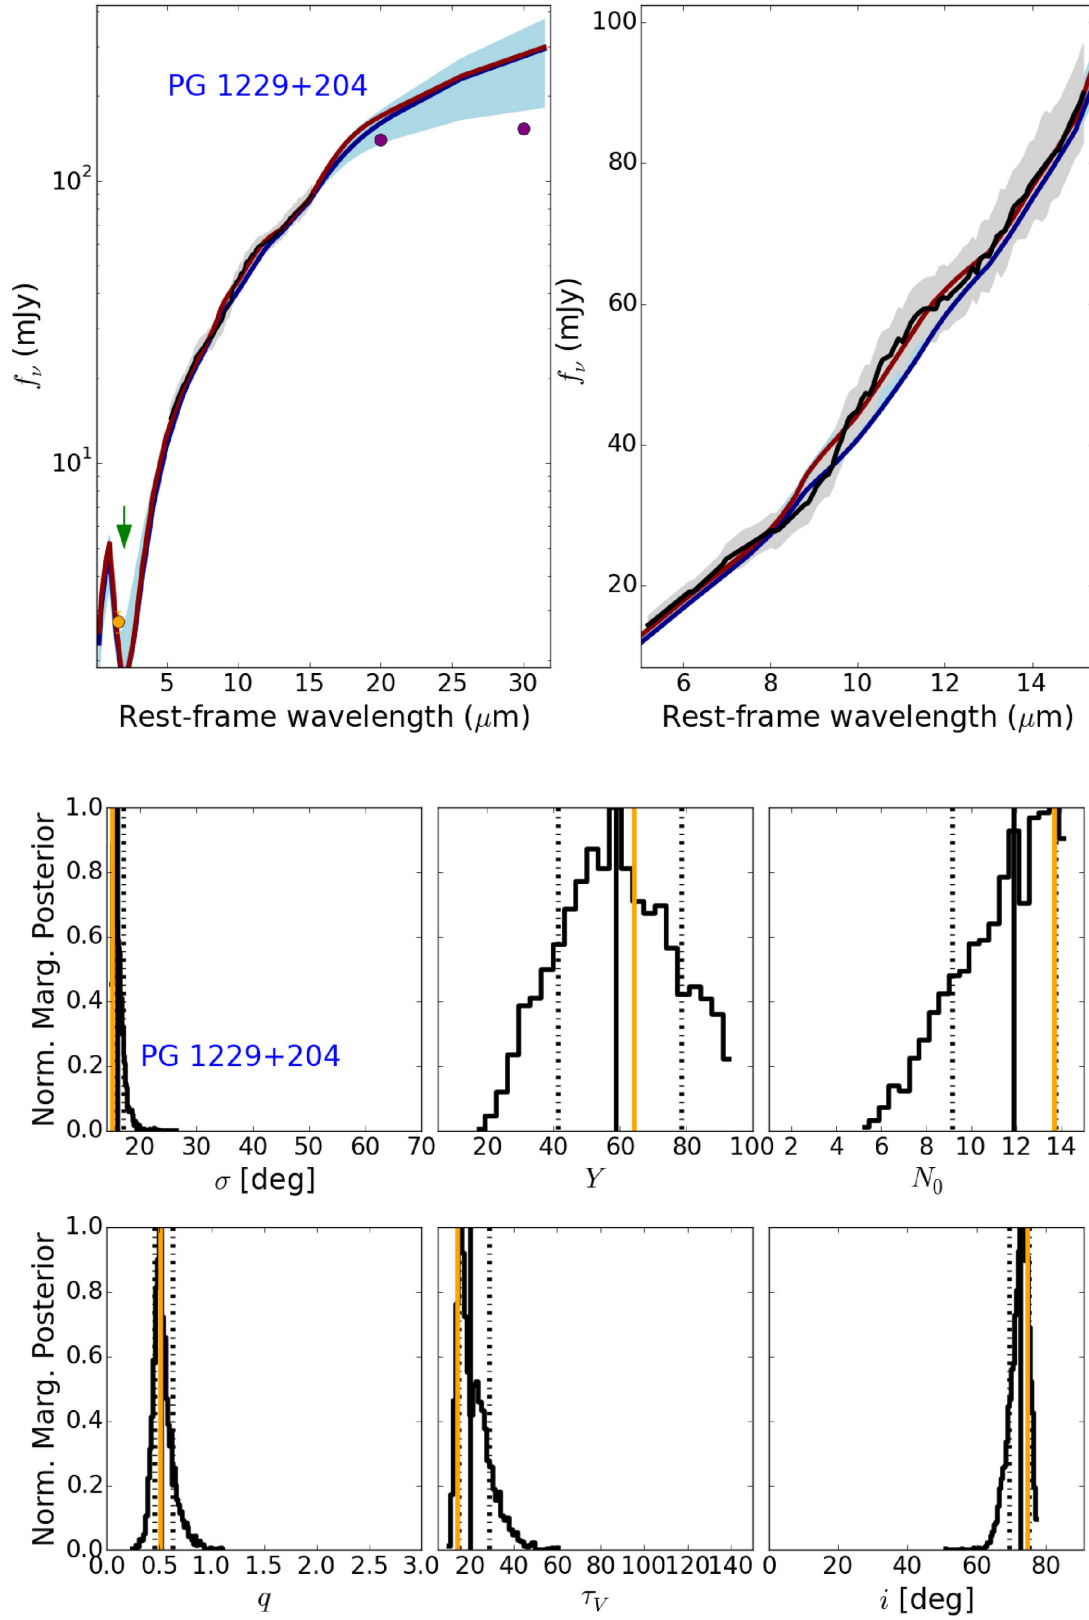 PG 1229+204
10²
10¹
f_ν (mJy)
5 10 15 20 25 30
Rest-frame wavelength (μm)
100
80
60
40
20
f_ν (mJy)
6 8 10 12 14
Rest-frame wavelength (μm)
1.0
0.8
0.6
0.4
0.2
0.0
Norm. Marg. Posterior
PG 1229+204
20 30 40 50 60 70
σ [deg]
20 40 60 80 100
Y
2 4 6 8 10 12 14
N₀
1.0
0.8
0.6
0.4
0.2
0.0
Norm. Marg. Posterior
0.0 0.5 1.0 1.5 2.0 2.5 3.0
q
20 40 60 80 100 120 140
τ_V
0 20 40 60 80
i [deg]